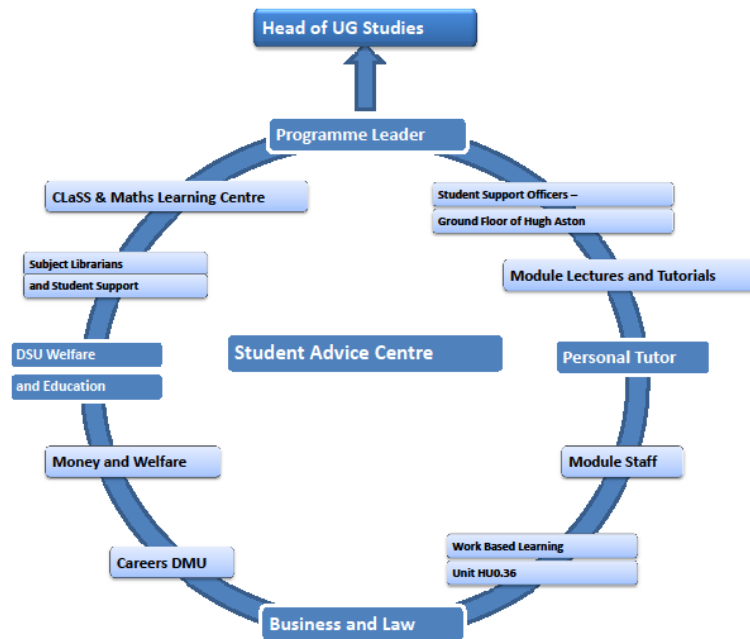 Head of UG Studies
Programme Leader
CLaSS & Maths Learning Centre
Student Support Officers –
Ground Floor of Hugh Aston
Subject Librarians
and Student Support
Module Lectures and Tutorials
DSU Welfare
and Education
Student Advice Centre
Personal Tutor
Money and Welfare
Module Staff
Careers DMU
Work Based Learning
Unit HU0.36
Business and Law